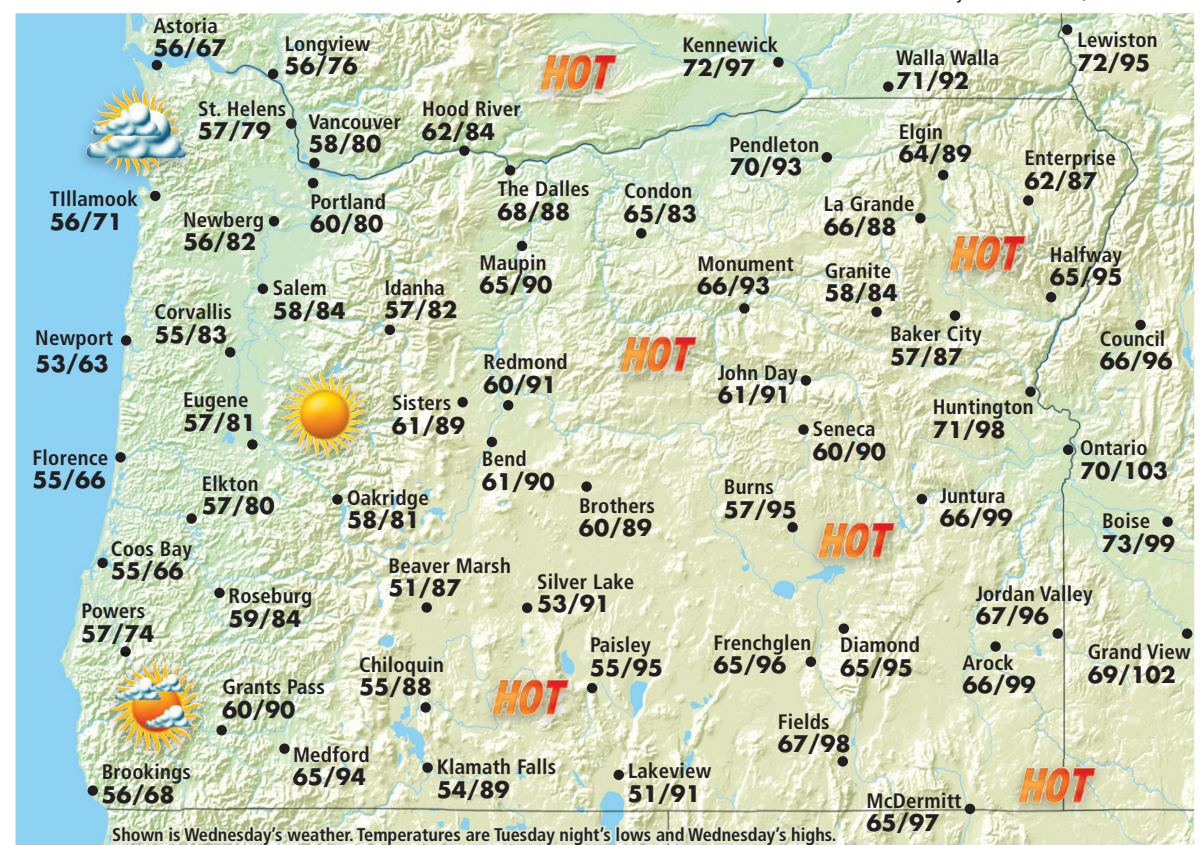 Astoria
56/67
Longview
56/76
HOT
Kennewick
72/97
Walla Walla
71/92
Lewiston
72/95
St. Helens
57/79
Vancouver
58/80
Hood River
62/84
Pendleton
70/93
Elgin
64/89
Enterprise
62/87
TIllamook
56/71
Newberg
56/82
Portland
60/80
The Dalles
68/88
Condon
65/83
La Grande
66/88
HOT
Maupin
65/90
Monument
66/93
Granite
58/84
Halfway
65/95
Salem
58/84
Idanha
57/82
Corvallis
55/83
Newport
53/63
HOT
Baker City
57/87
Council
66/96
Redmond
60/91
John Day
61/91
Eugene
57/81
Sisters
61/89
Huntington
71/98
Seneca
60/90
Ontario
70/103
Florence
55/66
Bend
61/90
Elkton
57/80
Oakridge
58/81
Brothers
60/89
Burns
57/95
Juntura
66/99
Boise
73/99
HOT
Coos Bay
55/66
Beaver Marsh
51/87
Silver Lake
53/91
Roseburg
59/84
Jordan Valley
67/96
Powers
57/74
Paisley
55/95
Frenchglen
65/96
Diamond
65/95
Arock
66/99
Grand View
69/102
Chiloquin
55/88
HOT
Grants Pass
60/90
Fields
67/98
Medford
65/94
Klamath Falls
54/89
Lakeview
51/91
Brookings
56/68
HOT
McDermitt
65/97
Shown is Wednesday's weather. Temperatures are Tuesday night's lows and Wednesday's highs.